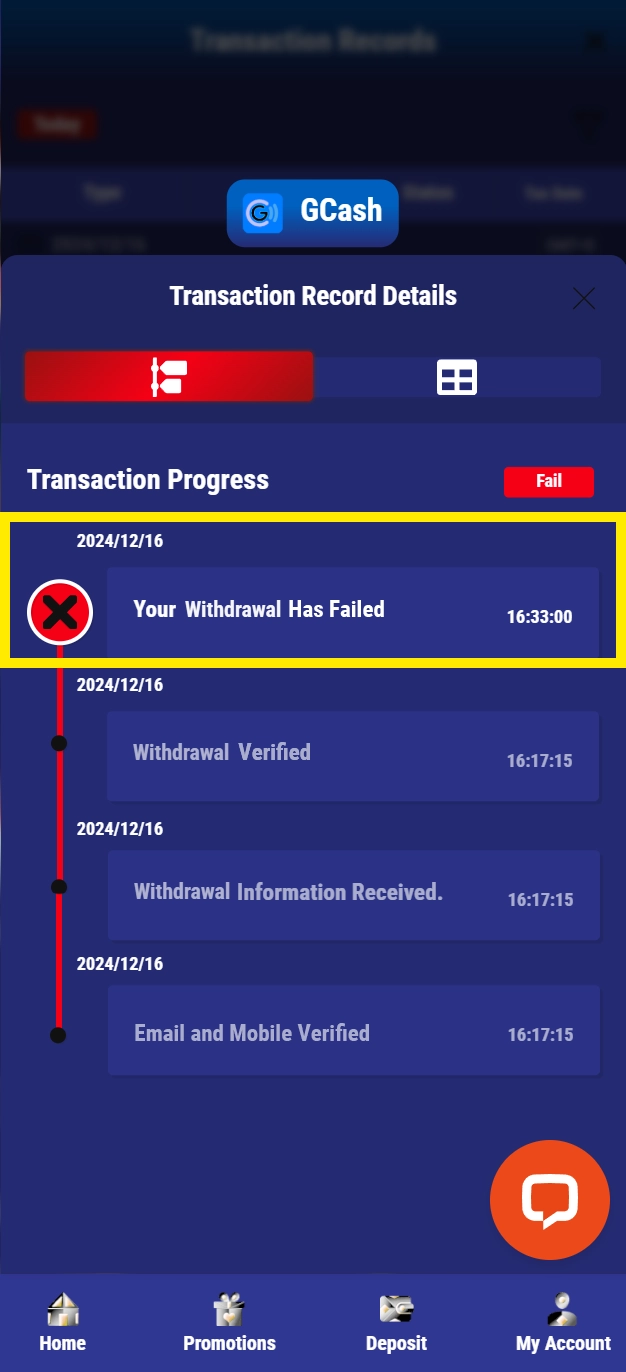 Transaction Records
Today
Type
Status
GCash
Transaction Record Details
Transaction Progress
Fail
2024/12/16
Your Withdrawal Has Failed
16:33:00
2024/12/16
Withdrawal Verified
16:17:15
2024/12/16
Withdrawal Information Received.
16:17:15
2024/12/16
Email and Mobile Verified
16:17:15
Home
Promotions
Deposit
My Account